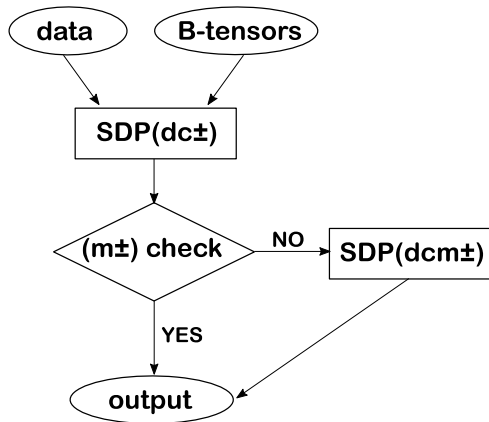 data
B-tensors
SDP(dc±)
(m±) check
NO
SDP(dcm±)
YES
output